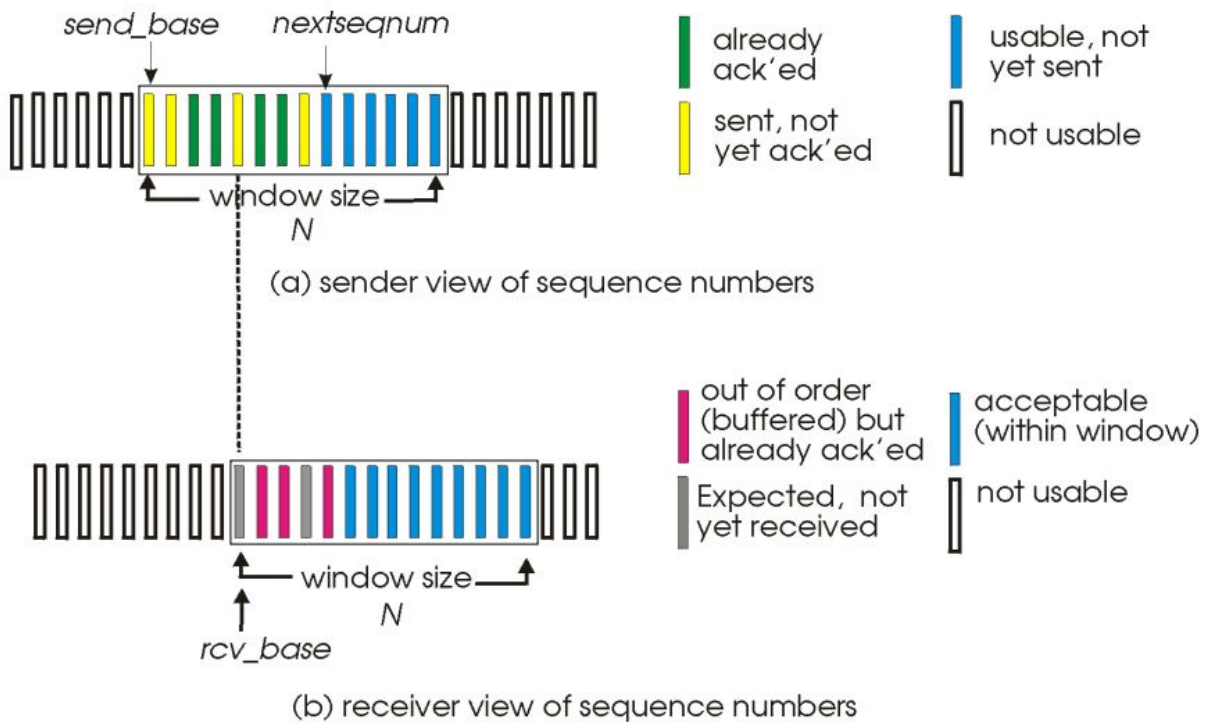 send_base
nextseqnum
already
ack'ed
usable, not
yet sent
sent, not
yet ack'ed
not usable
window size
N
(a) sender view of sequence numbers
out of order
(buffered) but
already ack'ed
acceptable
(within window)
Expected, not
yet received
not usable
window size
N
rcv_base
(b) receiver view of sequence numbers